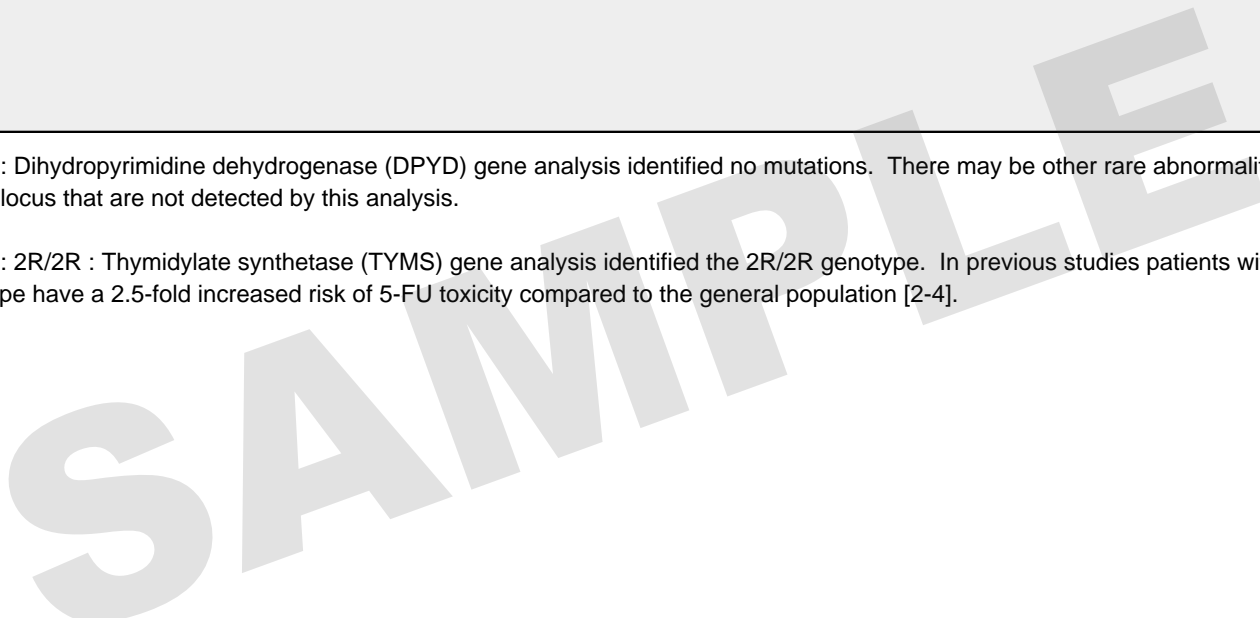 : Dihydropyrimidine dehydrogenase (DPYD) gene analysis identified no mutations.  There may be other rare abnormalit
locus that are not detected by this analysis.
: 2R/2R : Thymidylate synthetase (TYMS) gene analysis identified the 2R/2R genotype.  In previous studies patients wi
pe have a 2.5-fold increased risk of 5-FU toxicity compared to the general population [2-4].
SAMPLE